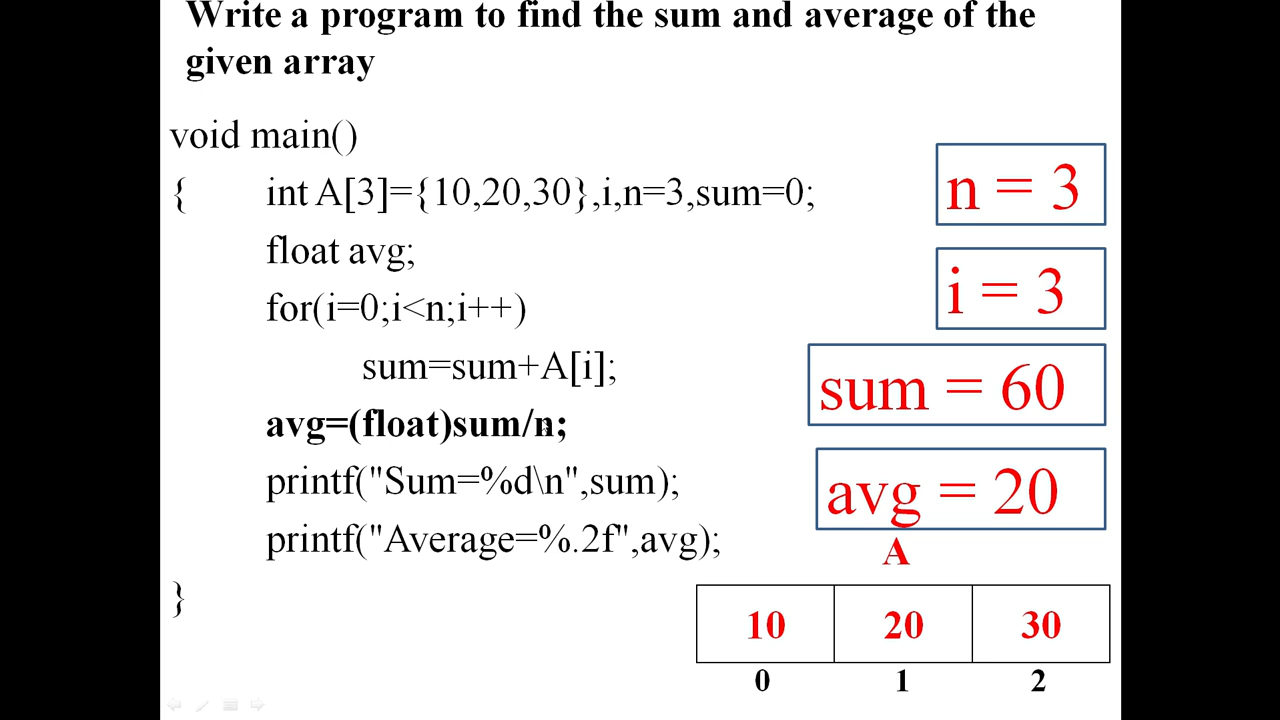 Write a program to find the sum and average of the
given array
void main()
{ int A[3]={10,20,30},i,n=3,sum=0;
float avg;
for(i=0;i<n;i++)
sum=sum+A[i];
avg=(float)sum/n;
printf("Sum=%d\n",sum);
printf("Average=%.2f",avg);
}
n = 3
i = 3
sum = 60
avg = 20
A
10 20 30
0 1 2